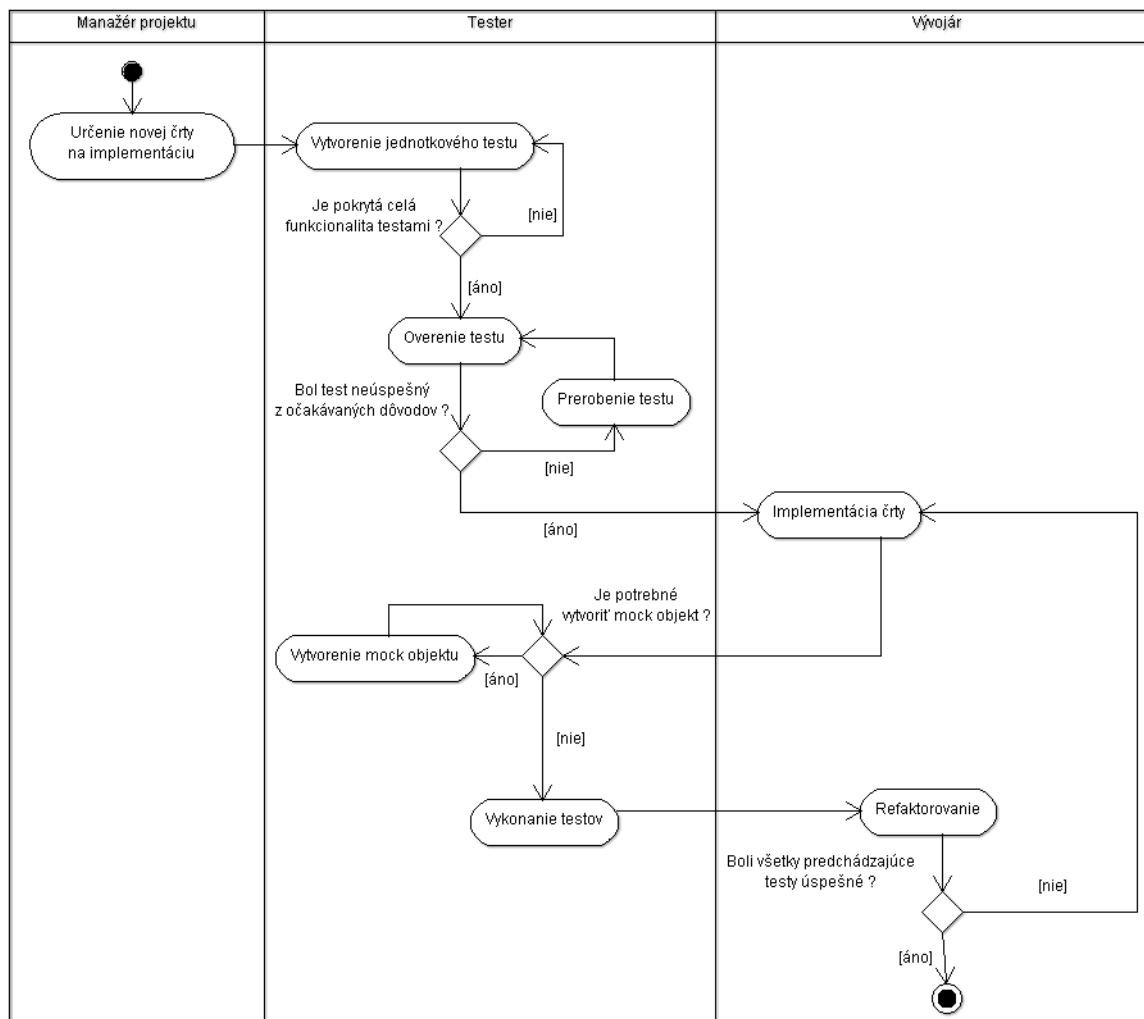 Manažér projektu
Tester
Vývojár
Určenie novej črty
na implementáciu
Vytvorenie jednotkového testu
Je pokrytá celá
funkcionalita testami ?
[nie]
[áno]
Overenie testu
Bol test neúspešný
z očakávaných dôvodov ?
Prerobenie testu
[nie]
[áno]
Implementácia črty
Je potrebné
vytvoriť mock objekt ?
Vytvorenie mock objektu
[áno]
[nie]
Vykonanie testov
Refaktorovanie
Boli všetky predchádzajúce
testy úspešné ?
[nie]
[áno]